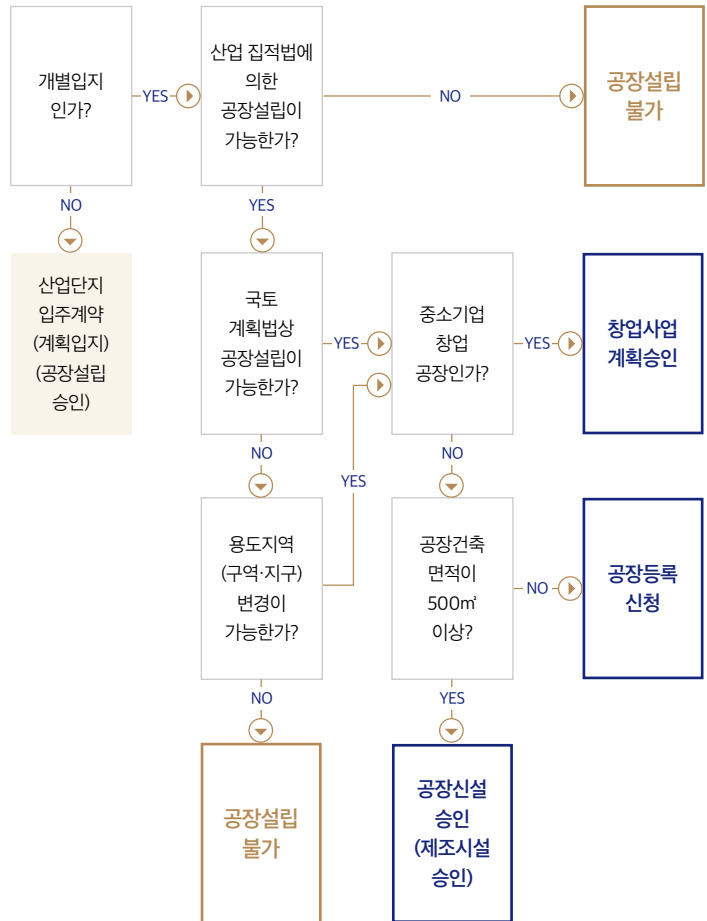 개별입지
인가?
YES
산업 집적법에
의한
공장설립이
가능한가?
NO
공장설립
불가
NO
YES
산업단지
입주계약
(계획입지)
(공장설립
승인)
국토
계획법상
공장설립이
가능한가?
YES
중소기업
창업
공장인가?
YES
창업사업
계획승인
NO
YES
NO
용도지역
(구역·지구)
변경이
가능한가?
공장건축
면적이
500㎡
이상?
NO
공장등록
신청
NO
YES
공장설립
불가
공장신설
승인
(제조시설
승인)